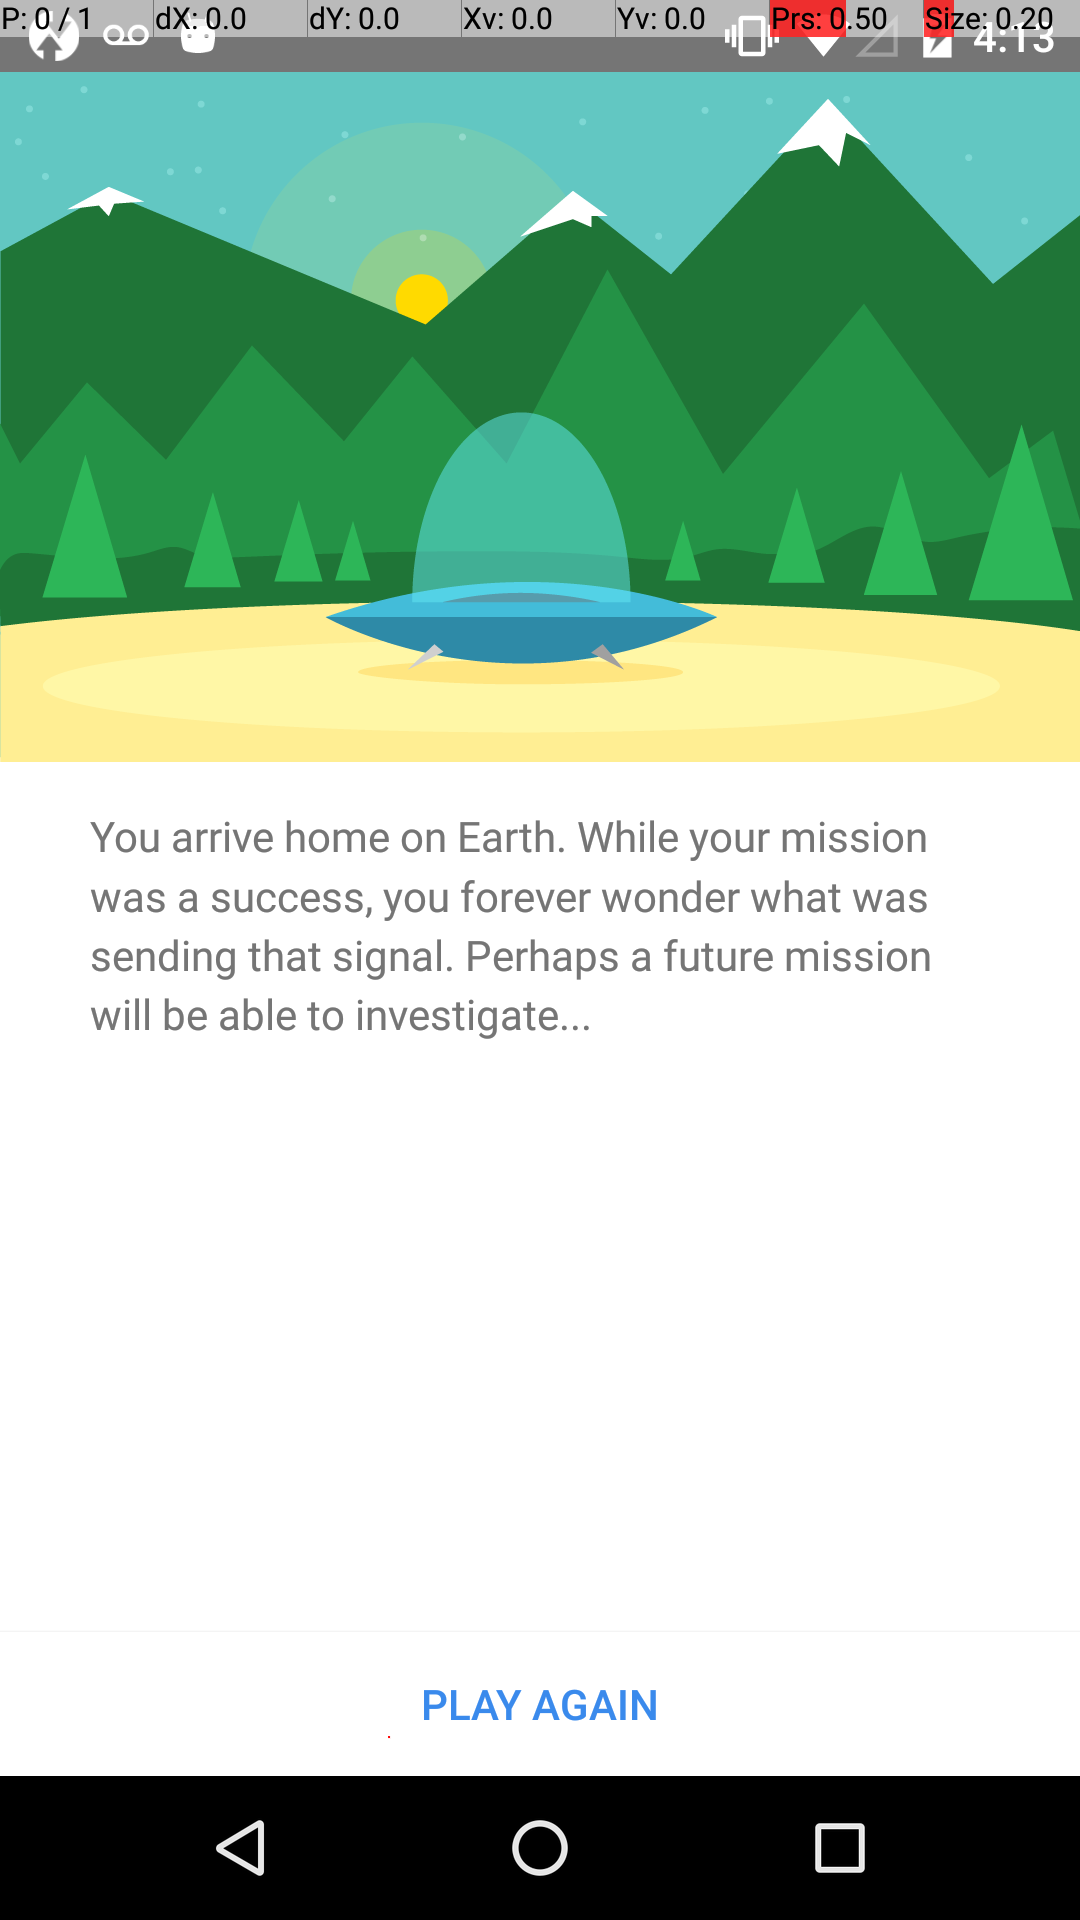 P: 0 / 1 dX: 0.0 dY: 0.0 Xv: 0.0 Yv: 0.0 Prs: 0.50 Size: 0.20
4:13
You arrive home on Earth. While your mission
was a success, you forever wonder what was
sending that signal. Perhaps a future mission
will be able to investigate...
PLAY AGAIN